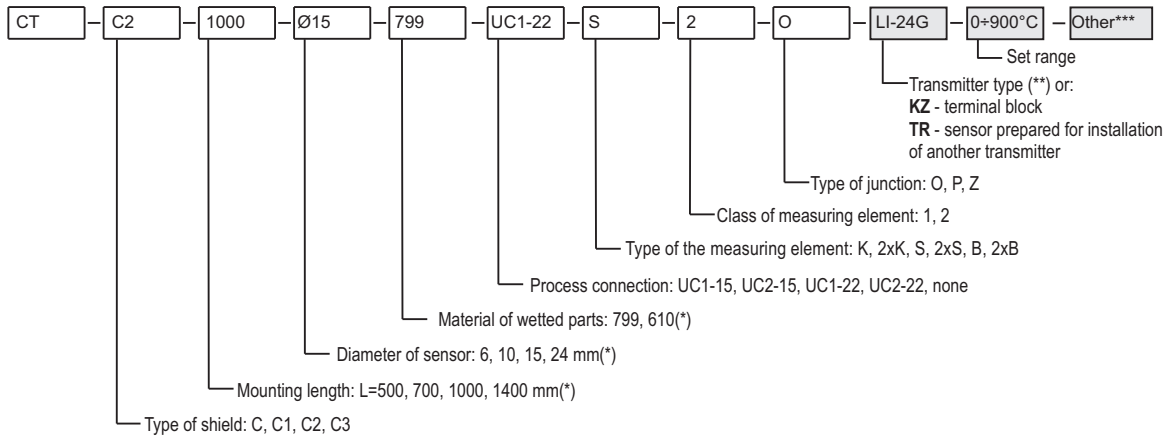 CT – C2 – 1000 – Ø15 – 799 – UC1-22 – S – 2 – O – LI-24G – 0÷900°C – Other***
Set range
Transmitter type (**) or:
KZ - terminal block
TR - sensor prepared for installation
of another transmitter
Type of junction: O, P, Z
Class of measuring element: 1, 2
Type of the measuring element: K, 2xK, S, 2xS, B, 2xB
Process connection: UC1-15, UC2-15, UC1-22, UC2-22, none
Material of wetted parts: 799, 610(*)
Diameter of sensor: 6, 10, 15, 24 mm(*)
Mounting length: L=500, 700, 1000, 1400 mm(*)
Type of shield: C, C1, C2, C3